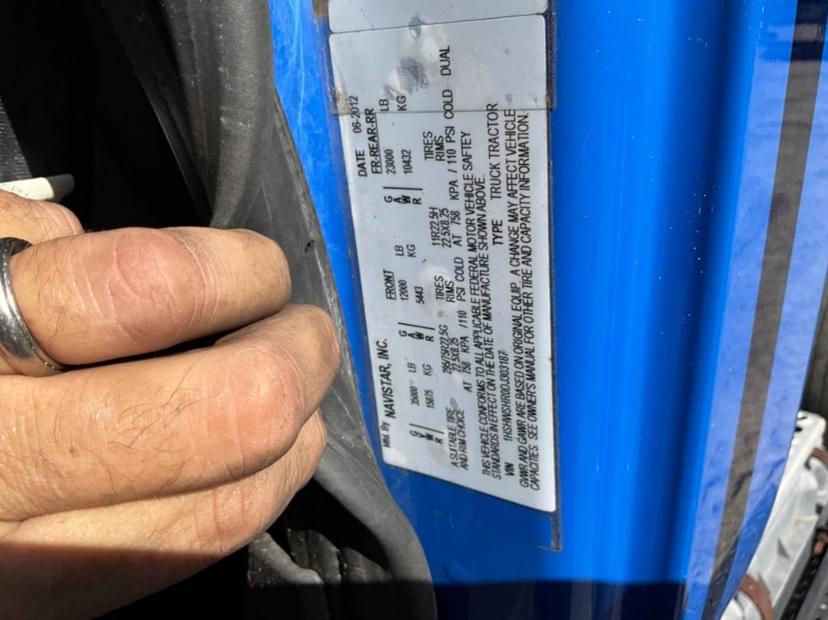 Mfd. By NAVISTAR, INC. DATE 06-2012
FRONT FR-REAR-RR
G V W R 35000 LB 15875 KG
G A W R 12000 LB 5443 KG
G A W R 23000 LB 10432 KG
A SUITABLE TIRE AND RIM CHOICE
TIRES 295/75R22.5G TIRES 11R22.5H
RIMS 22.5X8.25 RIMS 22.5X8.25
AT 758 KPA /110 PSI COLD AT 758 KPA / 110 PSI COLD DUAL
THIS VEHICLE CONFORMS TO ALL APPLICABLE FEDERAL MOTOR VEHICLE SAFTEY
STANDARDS IN EFFECT ON THE DATE OF MANUFACTURE SHOWN ABOVE.
VIN TYPE TRUCK TRACTOR
GVWR AND GAWR ARE BASED ON ORIGINAL EQUIP. A CHANGE MAY AFFECT VEHICLE
CAPACITIES. SEE OWNER'S MANUAL FOR OTHER TIRE AND CAPACITY INFORMATION.